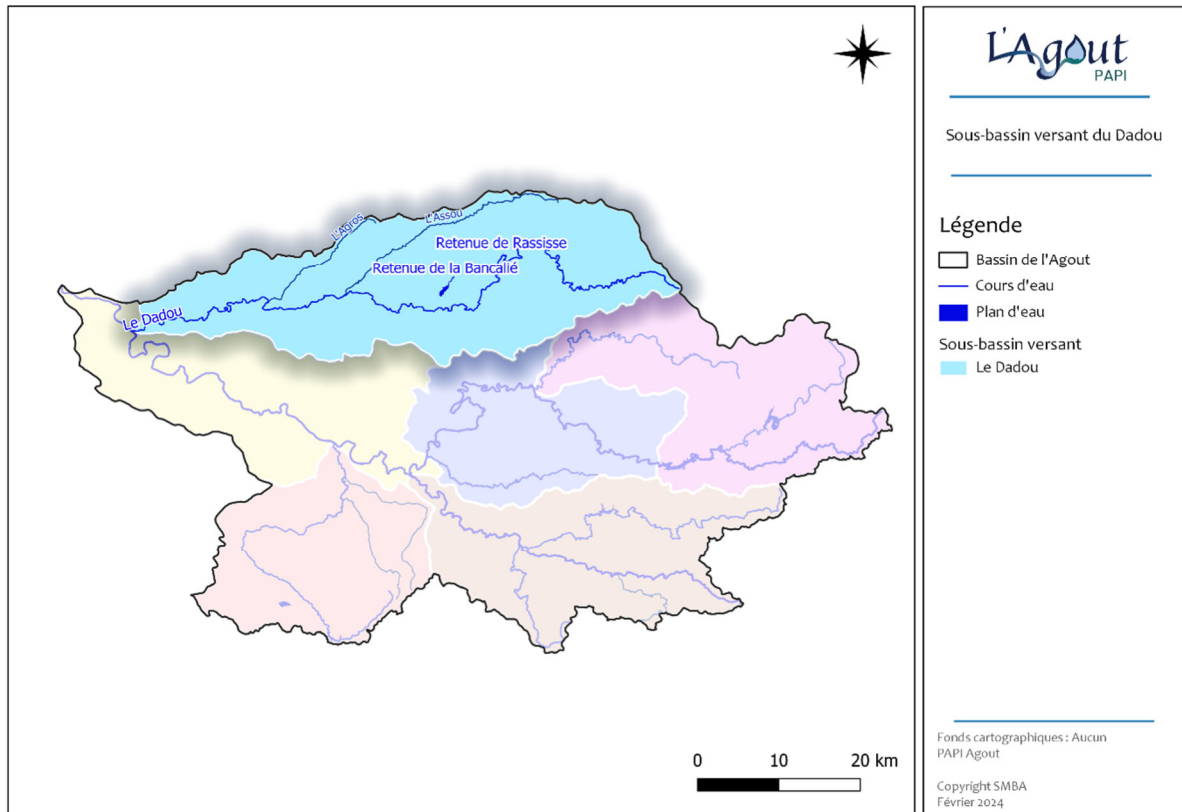 L'Agout
PAPI
Sous-bassin versant du Dadou
Légende
Bassin de l'Agout
Cours d'eau
Plan d'eau
Sous-bassin versant
Le Dadou
L'Agros
L'Assou
Retenue de Rassisse
Retenue de la Bancalié
Le Dadou
0 10 20 km
Fonds cartographiques : Aucun
PAPI Agout
Copyright SMBA
Février 2024